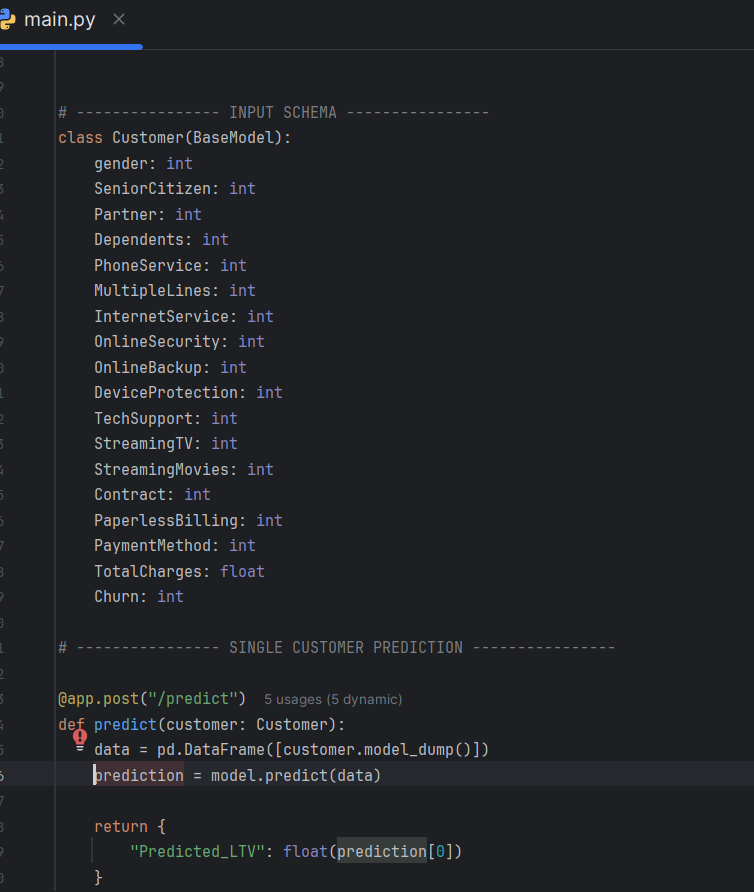 main.py
# ---------------- INPUT SCHEMA ----------------
class Customer(BaseModel):
    gender: int
    SeniorCitizen: int
    Partner: int
    Dependents: int
    PhoneService: int
    MultipleLines: int
    InternetService: int
    OnlineSecurity: int
    OnlineBackup: int
    DeviceProtection: int
    TechSupport: int
    StreamingTV: int
    StreamingMovies: int
    Contract: int
    PaperlessBilling: int
    PaymentMethod: int
    TotalCharges: float
    Churn: int
# ---------------- SINGLE CUSTOMER PREDICTION ----------------
@app.post("/predict") 5 usages (5 dynamic)
def predict(customer: Customer):
    data = pd.DataFrame([customer.model_dump()])
    prediction = model.predict(data)
    return {
        "Predicted_LTV": float(prediction[0])
    }